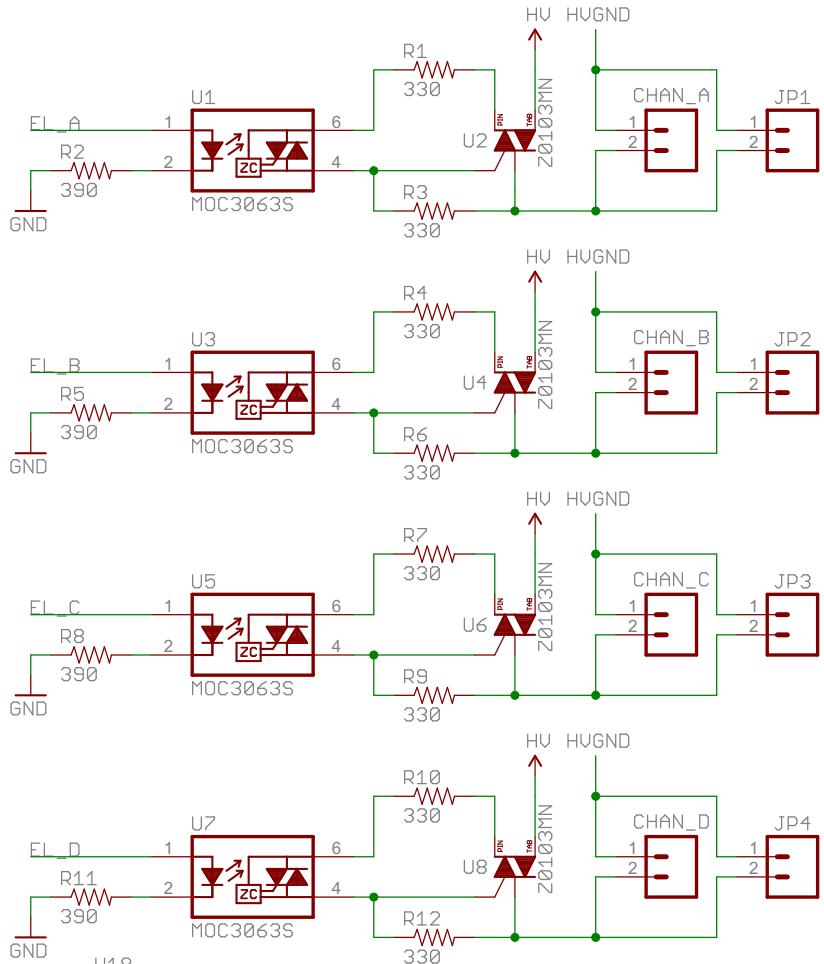 HV HVGND
R1
330
U1
CHAN_A
JP1
EL_A
1
6
PIN
TAB
1
1
R2
2
ZC
4
U2
Z0103MN
2
2
390
MOC3063S
R3
330
GND
HV HVGND
R4
330
U3
CHAN_B
JP2
EL_B
1
6
PIN
TAB
1
1
R5
2
ZC
4
U4
Z0103MN
2
2
390
MOC3063S
R6
330
GND
HV HVGND
R7
330
U5
CHAN_C
JP3
EL_C
1
6
PIN
TAB
1
1
R8
2
ZC
4
U6
Z0103MN
2
2
390
MOC3063S
R9
330
GND
HV HVGND
R10
330
U7
CHAN_D
JP4
EL_D
1
6
PIN
TAB
1
1
R11
2
ZC
4
U8
Z0103MN
2
2
390
MOC3063S
R12
330
GND